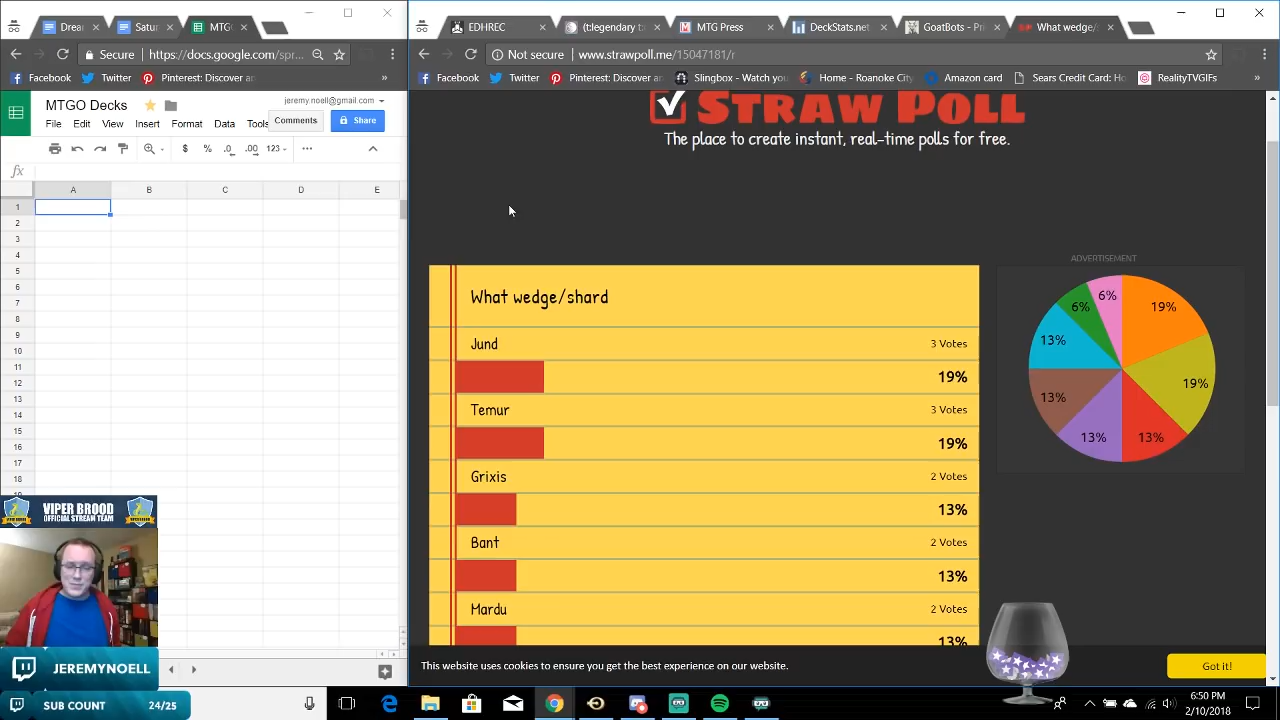 Drea
Satu
MTG
Secure
https://docs.google.com/spr...
Facebook
Twitter
Pinterest: Discover an
»
MTGO Decks
jeremy.noell@gmail.com
File Edit View Insert Format Data Tools
Comments
Share
$ % .0 .00 123
fx
A B C D E
1
2
3
4
5
6
7
8
9
10
11
12
13
14
15
16
17
18
VIPER BROOD
OFFICIAL STREAM TEAM
JEREMYNOELL
SUB COUNT 24/25
EDHREC
(tlegendary t
MTG Press
DeckStats.net
GoatBots - Pri
What wedge/s
Not secure
www.strawpoll.me/15047181/r
Facebook
Twitter
Pinterest: Discover an
Slingbox - Watch you
Home - Roanoke City
Amazon card
Sears Credit Card: Ho
RealityTVGIFs
»
STRAW POLL
The place to create instant, real-time polls for free.
What wedge/shard
Jund 3 Votes
19%
Temur 3 Votes
19%
Grixis 2 Votes
13%
Bant 2 Votes
13%
Mardu 2 Votes
13%
ADVERTISEMENT
6% 6% 19%
13% 19%
13% 13% 13%
This website uses cookies to ensure you get the best experience on our website.
Got it!
6:50 PM
2/10/2018